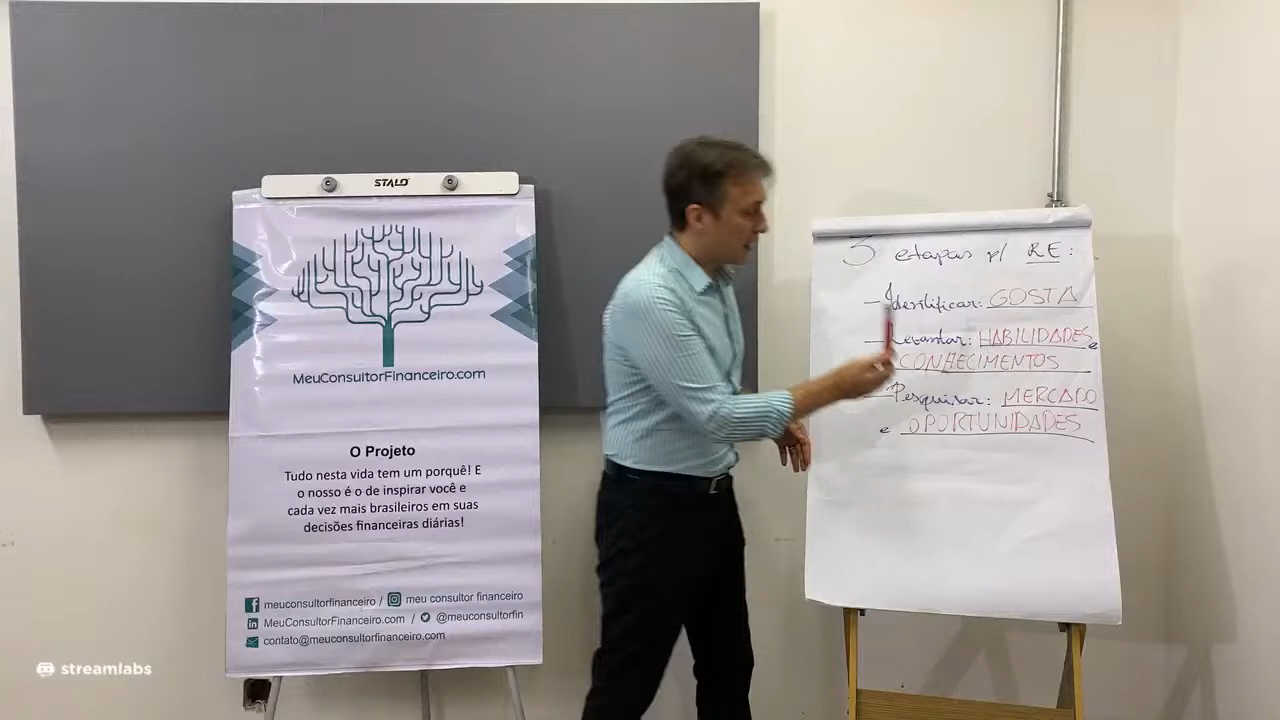 STALO
MeuConsultorFinanceiro.com
O Projeto
Tudo nesta vida tem um porquê! E
o nosso é o de inspirar você e
cada vez mais brasileiros em suas
decisões financeiras diárias!
meuconsultorfinanceiro / meu consultor financeiro
MeuConsultorFinanceiro.com / @meuconsultorfin
contato@meuconsultorfinanceiro.com
3 etapas p/ RE:
- Identificar: GOSTA
- Levantar: HABILIDADES e
CONHECIMENTOS
- Pesquisar: MERCADO
e OPORTUNIDADES
streamlabs